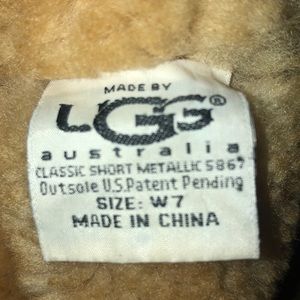 MADE BY
UGG®
australia
CLASSIC SHORT METALLIC 5867
Outsole U.S. Patent Pending
SIZE: W7
MADE IN CHINA